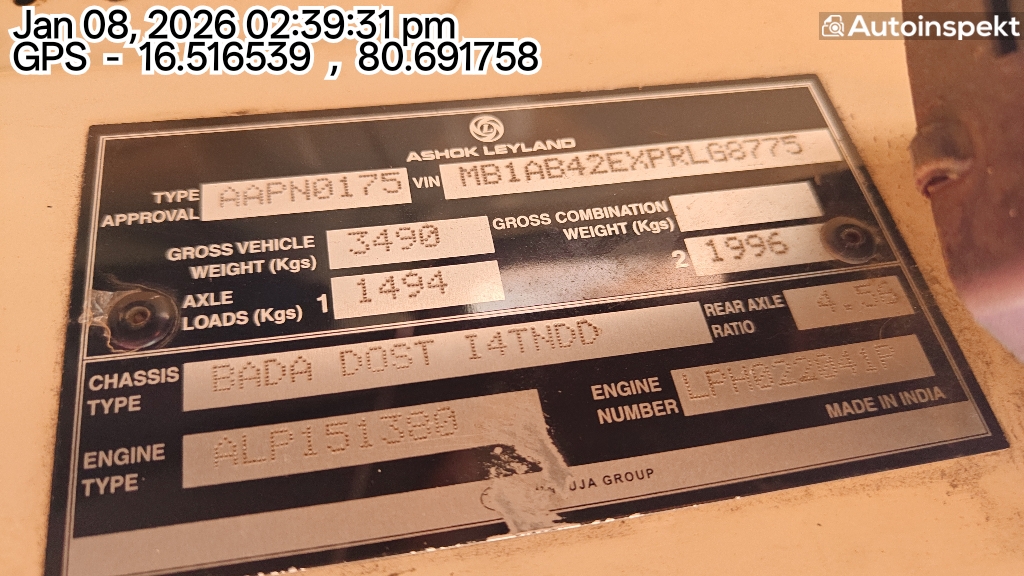 Jan 08, 2026 02:39:31 pm
GPS - 16.516539 , 80.691758
Autoinspekt
ASHOK LEYLAND
TYPE APPROVAL AAPN0175 VIN MB1AB42EXPRLG8775
GROSS VEHICLE WEIGHT (Kgs) 3490 GROSS COMBINATION WEIGHT (Kgs)
AXLE LOADS (Kgs) 1 1494 2 1996
CHASSIS TYPE BADA DOST I4TNDD REAR AXLE RATIO
ENGINE TYPE ALP151380 ENGINE NUMBER
MADE IN INDIA
GROUP